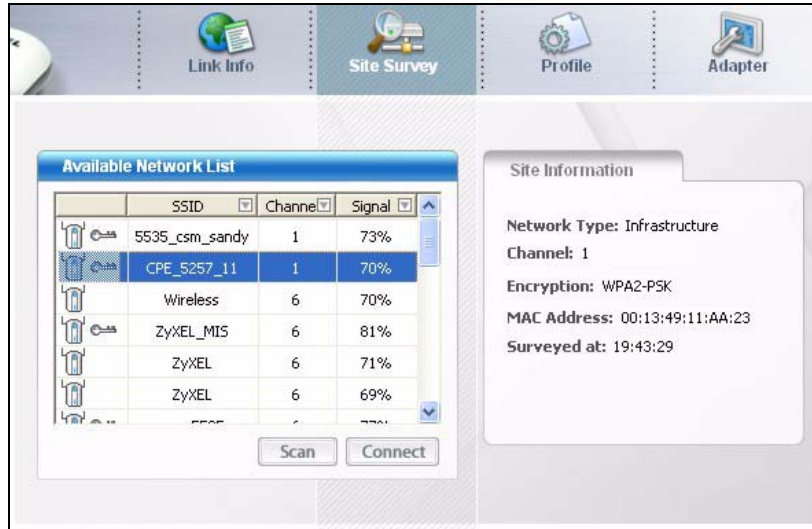 Link Info
Site Survey
Profile
Adapter
Available Network List
SSID Channel Signal
5535_csm_sandy 1 73%
CPE_5257_11 1 70%
Wireless 6 70%
ZyXEL_MIS 6 81%
ZyXEL 6 71%
ZyXEL 6 69%
Scan Connect
Site Information
Network Type: Infrastructure
Channel: 1
Encryption: WPA2-PSK
MAC Address: 00:13:49:11:AA:23
Surveyed at: 19:43:29